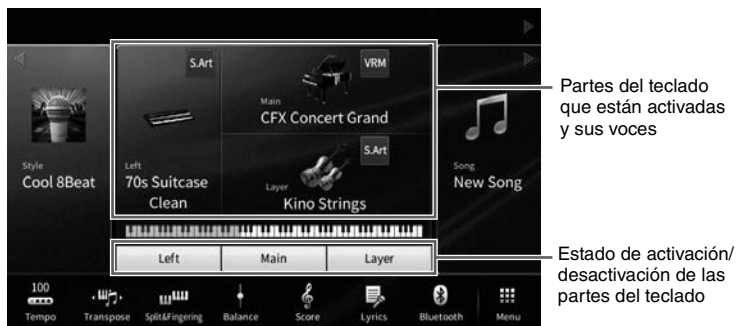 S.Art
VRM
Main
CFX Concert Grand
Partes del teclado
que están activadas
y sus voces
S.Art
Style
Cool 8Beat
Left
70s Suitcase
Clean
Layer
Kino Strings
Song
New Song
Left
Main
Layer
Estado de activación/
desactivación de las
partes del teclado
100
Tempo
Transpose
Split&Fingering
Balance
Score
Lyrics
Bluetooth
Menu